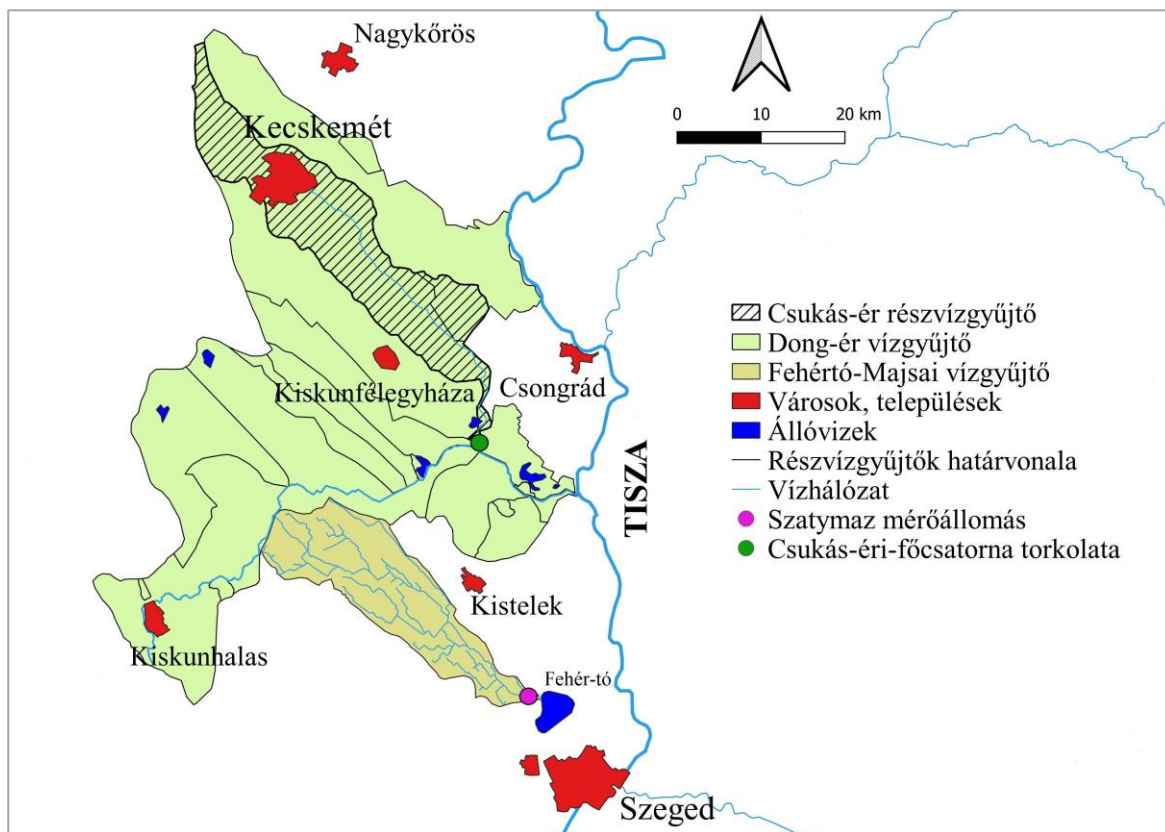 Nagykőrös
Kecskemét
0 10 20 km
Kiskunfélegyháza
Csongrád
TISZA
Kistelek
Kiskunhalas
Fehér-tó
Szeged
Csukás-ér részvízgyűjtő
Dong-ér vízgyűjtő
Fehértó-Majsai vízgyűjtő
Városok, települések
Állóvizek
Részvízgyűjtők határvonala
Vízhálózat
Szatymaz mérőállomás
Csukás-éri-főcsatorna torkolata